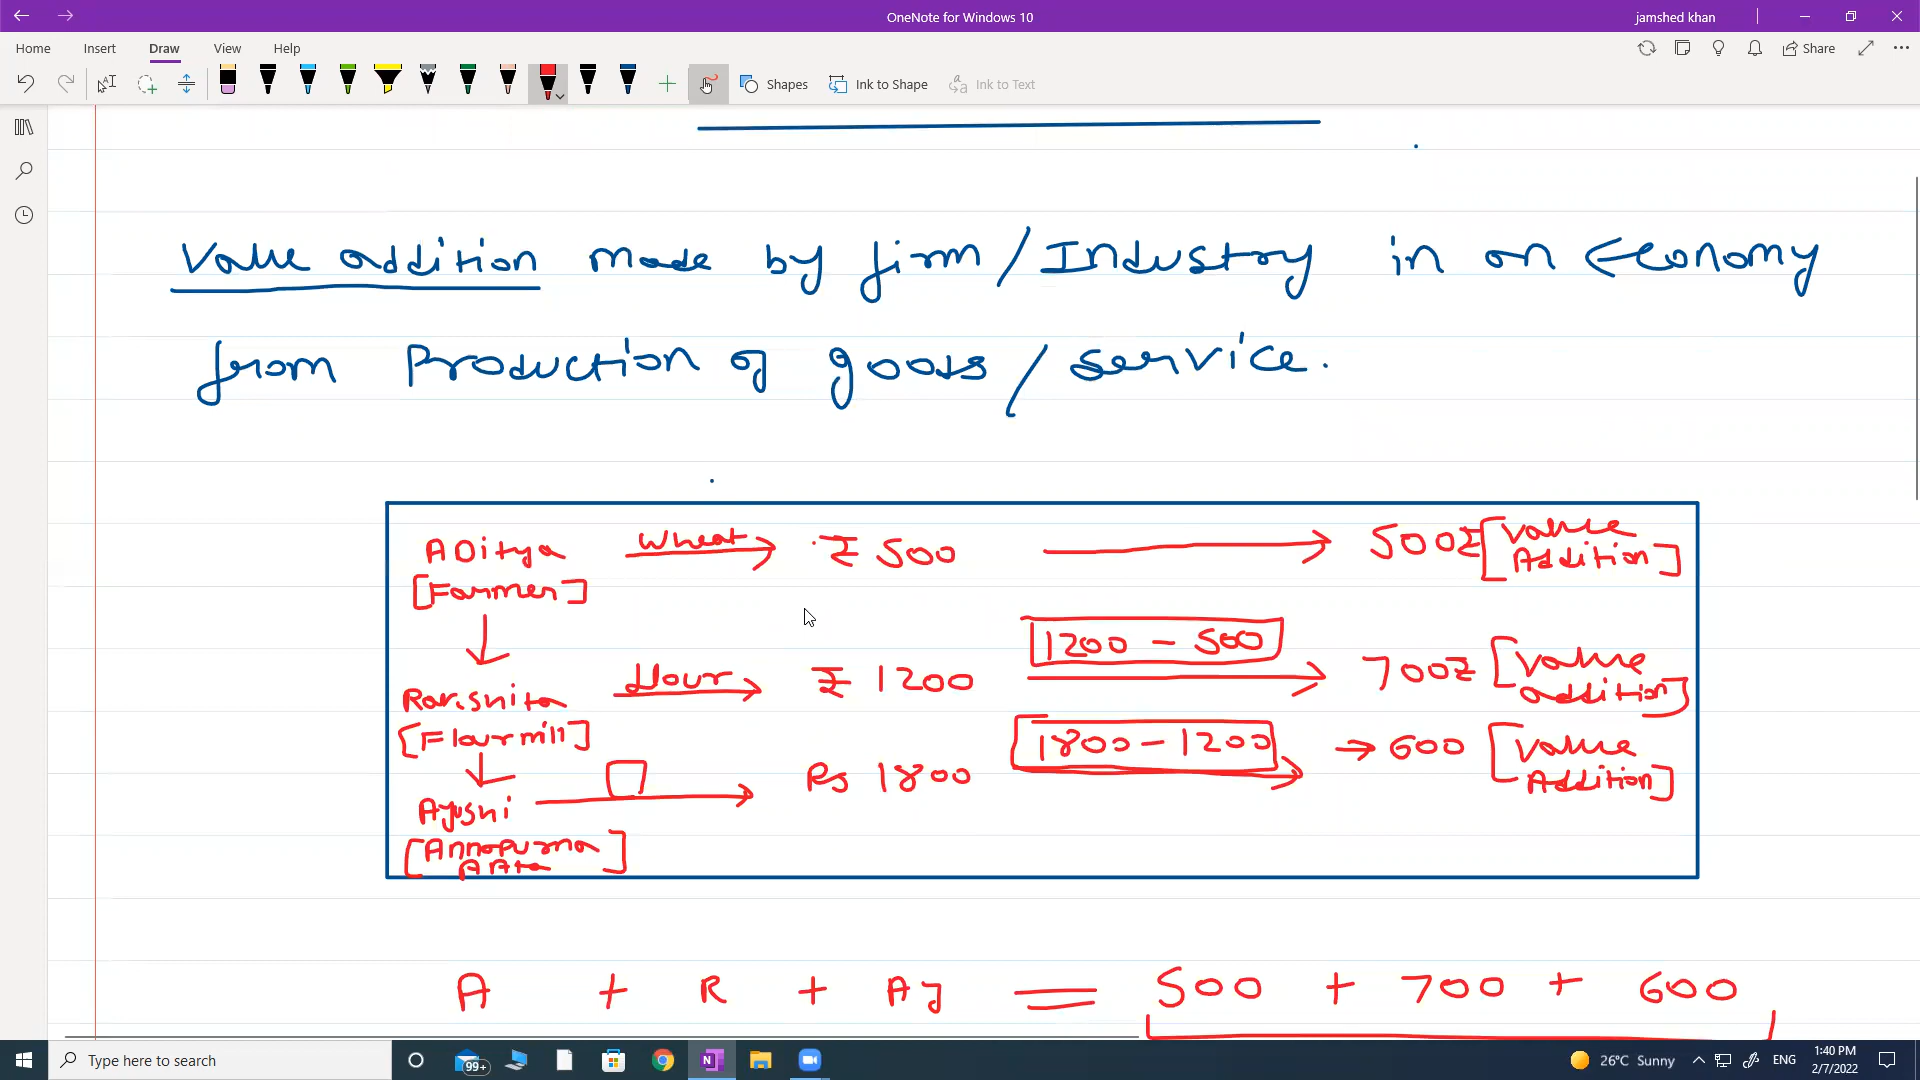 OneNote for Windows 10
jamshed khan
Home Insert Draw View Help
Share
Shapes Ink to Shape Ink to Text
Value addition made by firm / Industry in an Economy
from Production of goods / Service.
ADitya wheat → ₹ 500 → 500₹ [Value Addition]
[Farmer]
1200 - 500
flour → ₹ 1200 → 700₹ [Value addition]
[Flour mill]
1800 - 1200
Ayushi → Rs 1800 → 600 [Value Addition]
[Annapurna AAta]
A + R + Ay = 500 + 700 + 600
Type here to search
99+
26°C Sunny
ENG
1:40 PM
2/7/2022